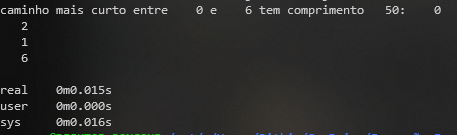 caminho mais curto entre    0 e    6 tem comprimento   50:    0
   2
   1
   6
real    0m0.015s
user    0m0.000s
sys     0m0.016s